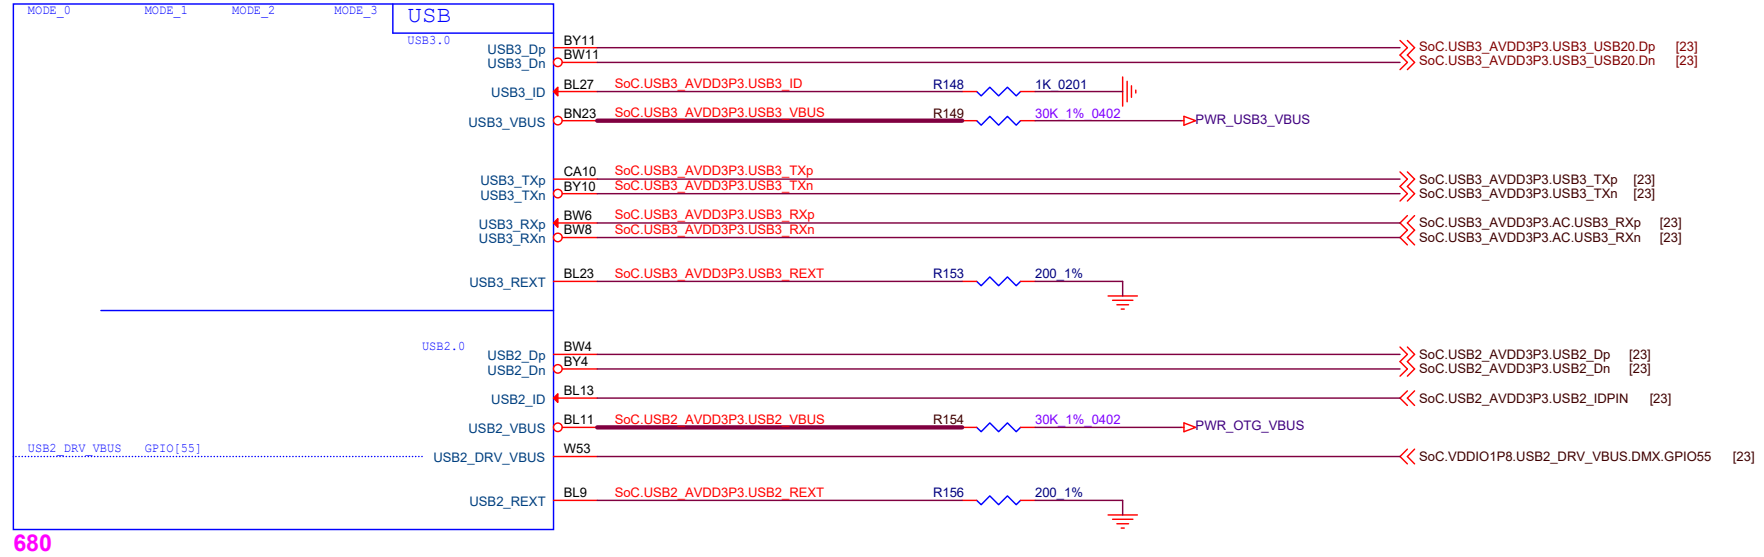 MODE_0 MODE_1 MODE_2 MODE_3 USB
USB3.0
USB3_Dp BY11 SoC.USB3_AVDD3P3.USB3_USB20.Dp [23]
USB3_Dn BW11 SoC.USB3_AVDD3P3.USB3_USB20.Dn [23]
USB3_ID BL27 SoC.USB3_AVDD3P3.USB3_ID R148 1K_0201
USB3_VBUS BN23 SoC.USB3_AVDD3P3.USB3_VBUS R149 30K_1%_0402 PWR_USB3_VBUS
USB3_TXp CA10 SoC.USB3_AVDD3P3.USB3_TXp SoC.USB3_AVDD3P3.USB3_TXp [23]
USB3_TXn BY10 SoC.USB3_AVDD3P3.USB3_TXn SoC.USB3_AVDD3P3.USB3_TXn [23]
USB3_RXp BW6 SoC.USB3_AVDD3P3.USB3_RXp SoC.USB3_AVDD3P3.AC.USB3_RXp [23]
USB3_RXn BW8 SoC.USB3_AVDD3P3.USB3_RXn SoC.USB3_AVDD3P3.AC.USB3_RXn [23]
USB3_REXT BL23 SoC.USB3_AVDD3P3.USB3_REXT R153 200_1%
USB2.0
USB2_Dp BW4 SoC.USB2_AVDD3P3.USB2_Dp [23]
USB2_Dn BY4 SoC.USB2_AVDD3P3.USB2_Dn [23]
USB2_ID BL13 SoC.USB2_AVDD3P3.USB2_IDPIN [23]
USB2_VBUS BL11 SoC.USB2_AVDD3P3.USB2_VBUS R154 30K_1%_0402 PWR_OTG_VBUS
USB2_DRV_VBUS GPIO[55] USB2_DRV_VBUS W53 SoC.VDDIO1P8.USB2_DRV_VBUS.DMX.GPIO55 [23]
USB2_REXT BL9 SoC.USB2_AVDD3P3.USB2_REXT R156 200_1%
680